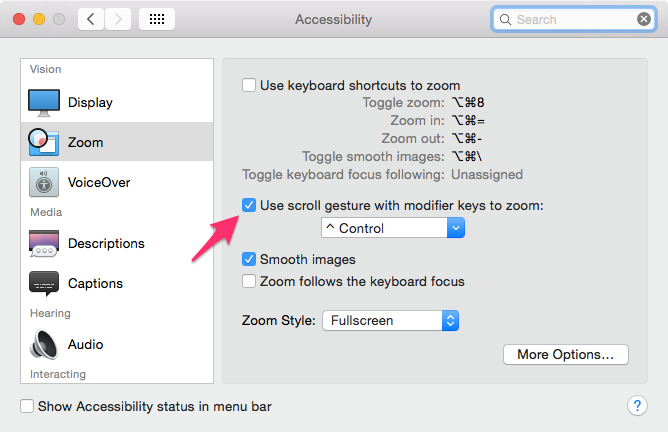 Accessibility
Search
Vision
Display
Zoom
VoiceOver
Media
Descriptions
Captions
Hearing
Audio
Interacting
Use keyboard shortcuts to zoom
Toggle zoom: ⌥⌘8
Zoom in: ⌥⌘=
Zoom out: ⌥⌘-
Toggle smooth images: ⌥⌘\
Toggle keyboard focus following: Unassigned
Use scroll gesture with modifier keys to zoom:
^ Control
Smooth images
Zoom follows the keyboard focus
Zoom Style: Fullscreen
More Options...
Show Accessibility status in menu bar
?